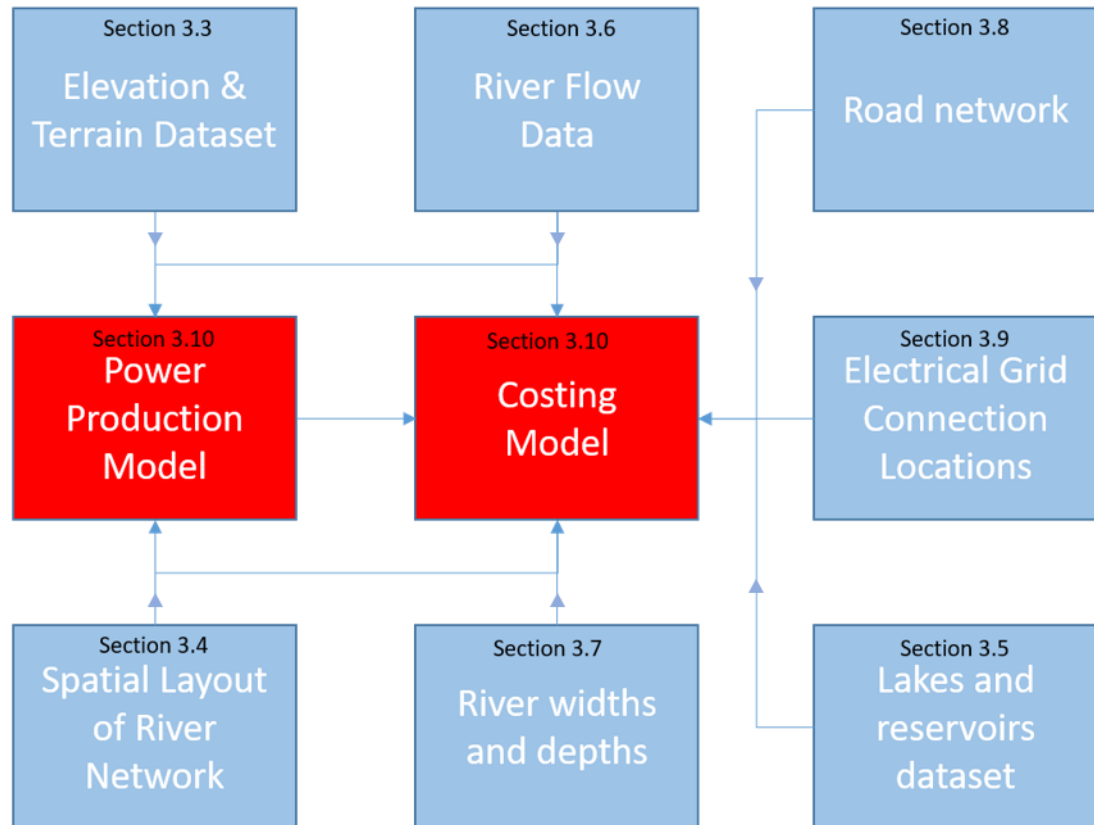 Section 3.3
Elevation &
Terrain Dataset
Section 3.6
River Flow
Data
Section 3.8
Road network
Section 3.10
Power
Production
Model
Section 3.10
Costing
Model
Section 3.9
Electrical Grid
Connection
Locations
Section 3.4
Spatial Layout
of River
Network
Section 3.7
River widths
and depths
Section 3.5
Lakes and
reservoirs
dataset